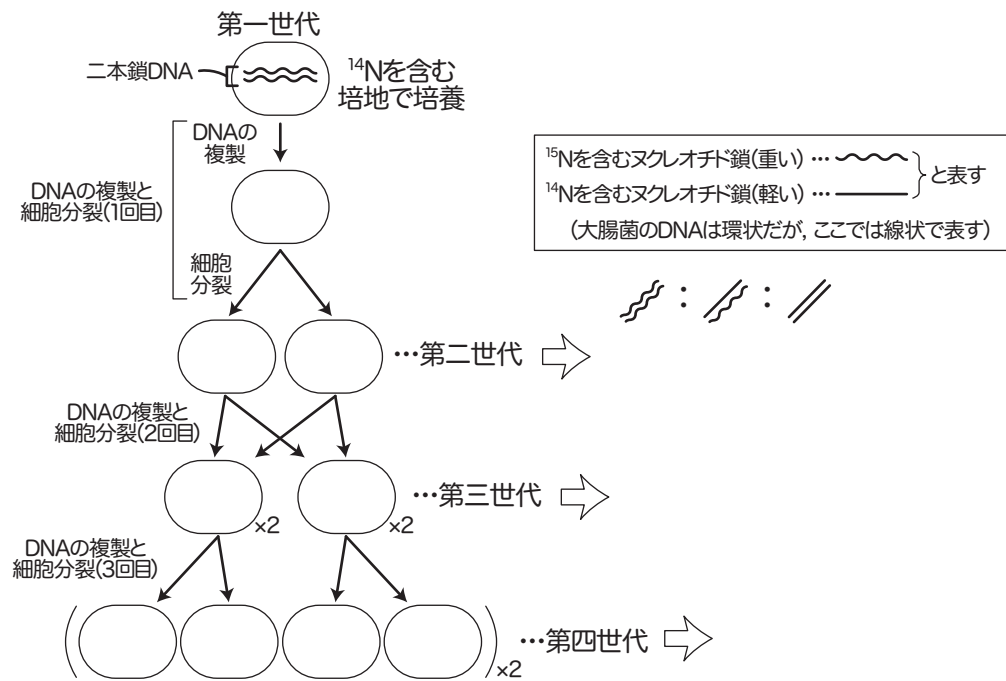 第一世代
二本鎖DNA
¹⁴Nを含む
培地で培養
DNAの
複製
DNAの複製と
細胞分裂(1回目)
細胞
分裂
¹⁵Nを含むヌクレオチド鎖(重い)…
¹⁴Nを含むヌクレオチド鎖(軽い)…
と表す
(大腸菌のDNAは環状だが, ここでは線状で表す)
: :
…第二世代
DNAの複製と
細胞分裂(2回目)
×2
×2
…第三世代
DNAの複製と
細胞分裂(3回目)
×2
…第四世代